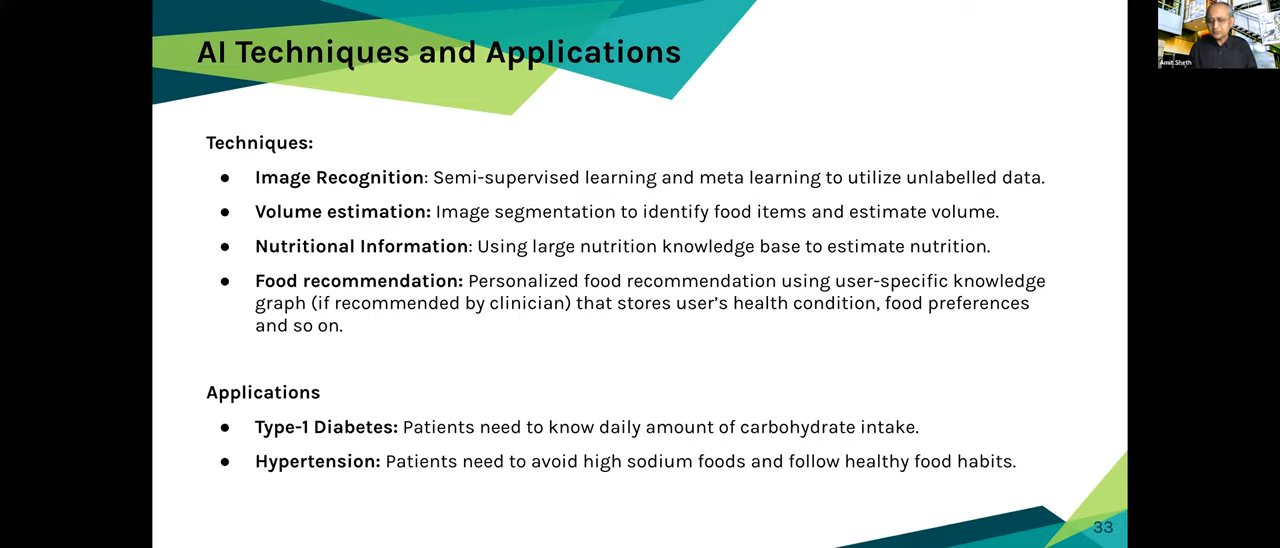 AI Techniques and Applications
Amit Sheth
Techniques:
● Image Recognition: Semi-supervised learning and meta learning to utilize unlabelled data.
● Volume estimation: Image segmentation to identify food items and estimate volume.
● Nutritional Information: Using large nutrition knowledge base to estimate nutrition.
● Food recommendation: Personalized food recommendation using user-specific knowledge
graph (if recommended by clinician) that stores user's health condition, food preferences
and so on.
Applications
● Type-1 Diabetes: Patients need to know daily amount of carbohydrate intake.
● Hypertension: Patients need to avoid high sodium foods and follow healthy food habits.
33